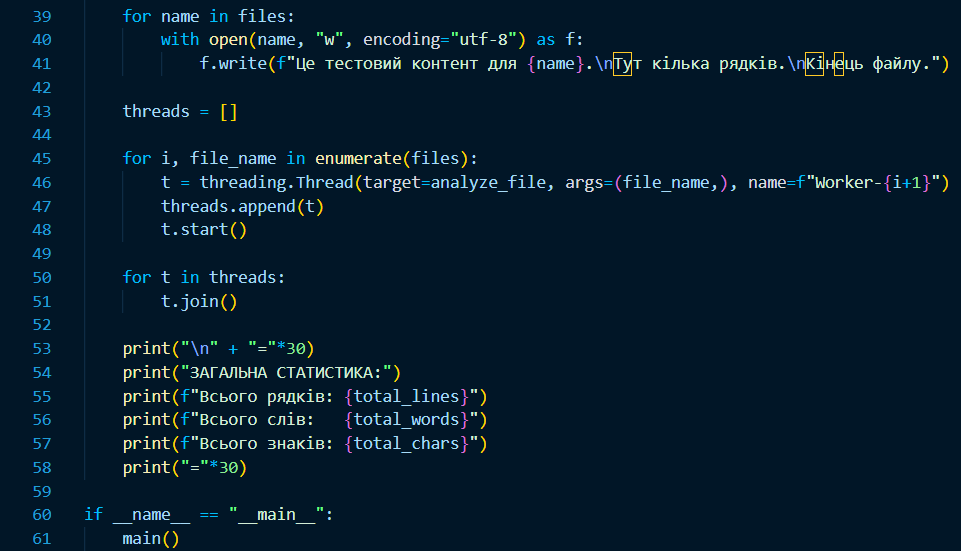 39 for name in files:
40 with open(name, "w", encoding="utf-8") as f:
41 f.write(f"Це тестовий контент для {name}.\nТут кілька рядків.\nКінець файлу.")
42
43 threads = []
44
45 for i, file_name in enumerate(files):
46 t = threading.Thread(target=analyze_file, args=(file_name,), name=f"Worker-{i+1}")
47 threads.append(t)
48 t.start()
49
50 for t in threads:
51 t.join()
52
53 print("\n" + "="*30)
54 print("ЗАГАЛЬНА СТАТИСТИКА:")
55 print(f"Всього рядків: {total_lines}")
56 print(f"Всього слів:   {total_words}")
57 print(f"Всього знаків: {total_chars}")
58 print("="*30)
59
60 if __name__ == "__main__":
61 main()